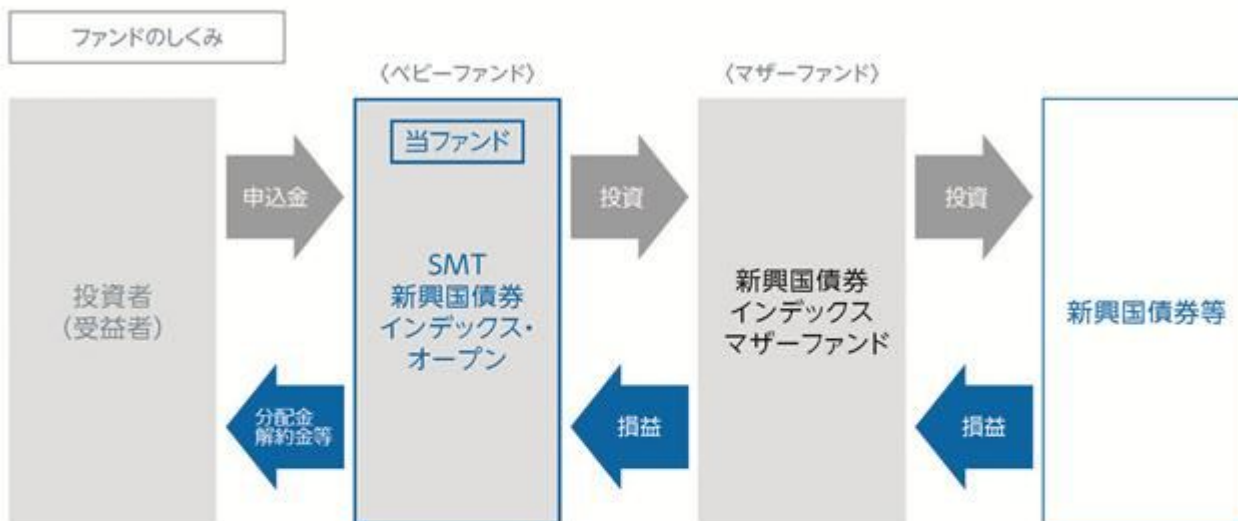 ファンドのしくみ
〈ベビーファンド〉
〈マザーファンド〉
当ファンド
申込金
投資
投資
SMT
新興国債券
インデックス・
オープン
新興国債券
インデックス
マザーファンド
投資者
(受益者)
新興国債券等
分配金
解約金等
損益
損益